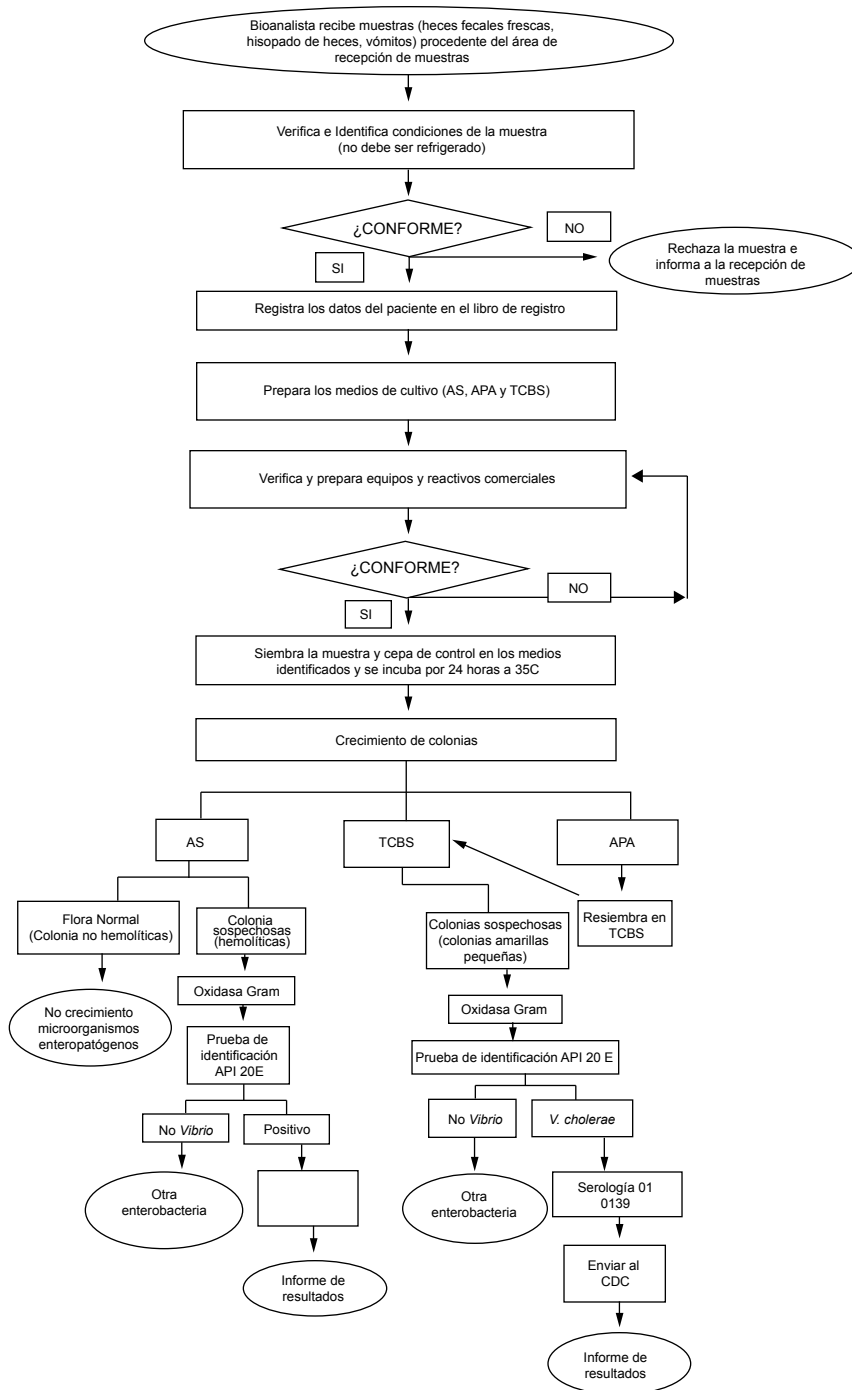 Bioanalista recibe muestras (heces fecales frescas,
hisopado de heces, vómitos) procedente del área de
recepción de muestras
Verifica e Identifica condiciones de la muestra
(no debe ser refrigerado)
¿CONFORME?
NO
SI
Rechaza la muestra e
informa a la recepción de
muestras
Registra los datos del paciente en el libro de registro
Prepara los medios de cultivo (AS, APA y TCBS)
Verifica y prepara equipos y reactivos comerciales
¿CONFORME?
NO
SI
Siembra la muestra y cepa de control en los medios
identificados y se incuba por 24 horas a 35C
Crecimiento de colonias
AS
TCBS
APA
Flora Normal
(Colonia no hemolíticas)
Colonia
sospechosas
(hemolíticas)
Colonias sospechosas
(colonias amarillas
pequeñas)
Resiembra en
TCBS
No crecimiento
microorganismos
enteropatógenos
Oxidasa Gram
Oxidasa Gram
Prueba de
identificación
API 20E
Prueba de identificación API 20 E
No Vibrio
Positivo
No Vibrio
V. cholerae
Otra
enterobacteria
Otra
enterobacteria
Serología 01
0139
Informe de
resultados
Enviar al
CDC
Informe de
resultados